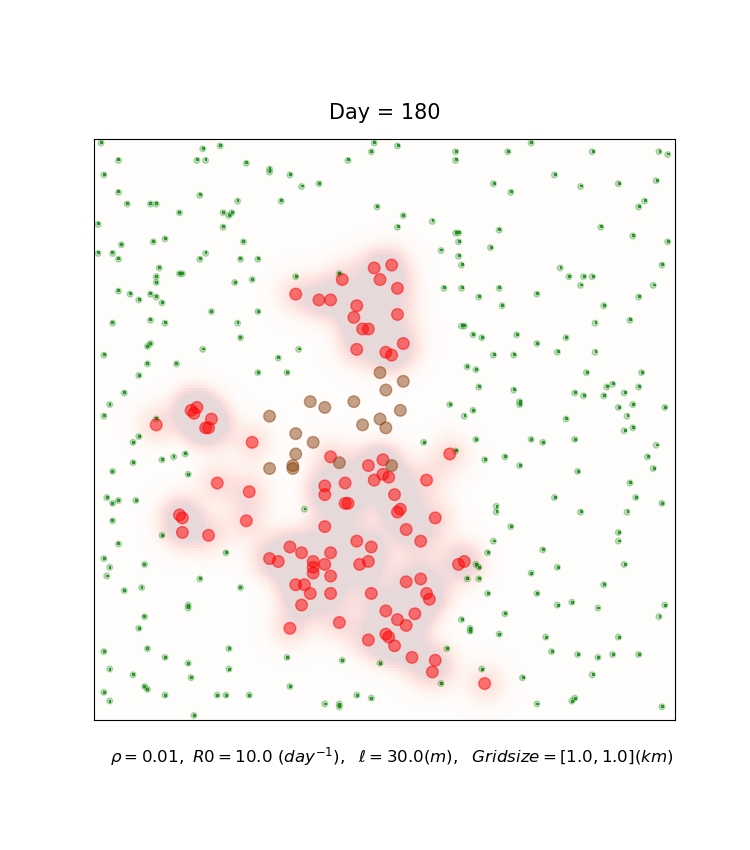 Day = 180
ρ = 0.01, R0 = 10.0 (day⁻¹), ℓ = 30.0(m), Gridsize = [1.0, 1.0](km)